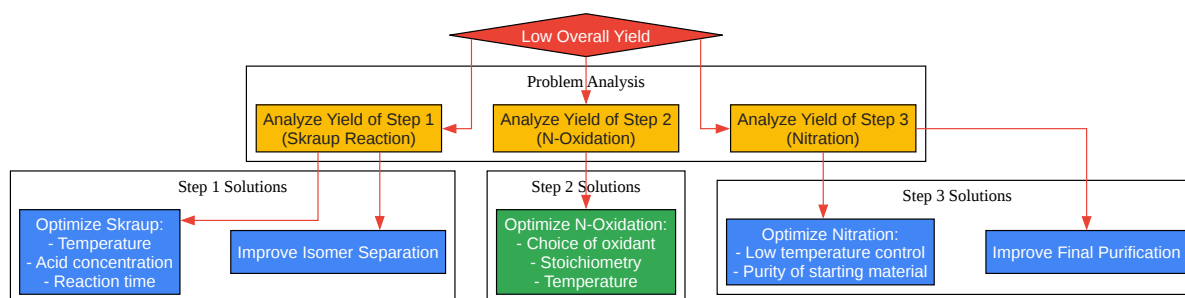 Low Overall Yield
Problem Analysis
Analyze Yield of Step 1
(Skraup Reaction)
Analyze Yield of Step 2
(N-Oxidation)
Analyze Yield of Step 3
(Nitration)
Step 1 Solutions
Optimize Skraup:
- Temperature
- Acid concentration
- Reaction time
Improve Isomer Separation
Step 2 Solutions
Optimize N-Oxidation:
- Choice of oxidant
- Stoichiometry
- Temperature
Step 3 Solutions
Optimize Nitration:
- Low temperature control
- Purity of starting material
Improve Final Purification